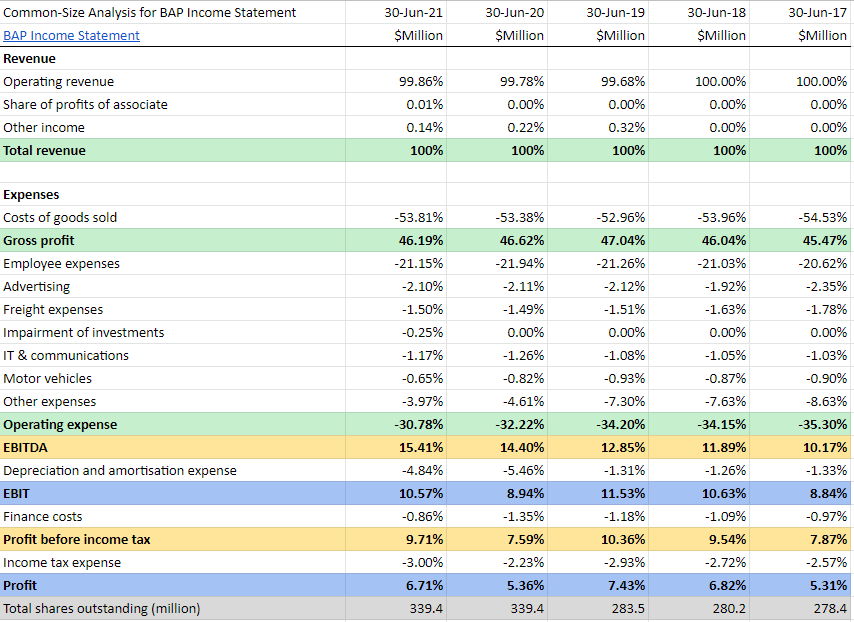 Common-Size Analysis for BAP Income Statement 30-Jun-21 30-Jun-20 30-Jun-19 30-Jun-18 30-Jun-17
BAP Income Statement $Million $Million $Million $Million $Million
Revenue
Operating revenue 99.86% 99.78% 99.68% 100.00% 100.00%
Share of profits of associate 0.01% 0.00% 0.00% 0.00% 0.00%
Other income 0.14% 0.22% 0.32% 0.00% 0.00%
Total revenue 100% 100% 100% 100% 100%
Expenses
Costs of goods sold -53.81% -53.38% -52.96% -53.96% -54.53%
Gross profit 46.19% 46.62% 47.04% 46.04% 45.47%
Employee expenses -21.15% -21.94% -21.26% -21.03% -20.62%
Advertising -2.10% -2.11% -2.12% -1.92% -2.35%
Freight expenses -1.50% -1.49% -1.51% -1.63% -1.78%
Impairment of investments -0.25% 0.00% 0.00% 0.00% 0.00%
IT & communications -1.17% -1.26% -1.08% -1.05% -1.03%
Motor vehicles -0.65% -0.82% -0.93% -0.87% -0.90%
Other expenses -3.97% -4.61% -7.30% -7.63% -8.63%
Operating expense -30.78% -32.22% -34.20% -34.15% -35.30%
EBITDA 15.41% 14.40% 12.85% 11.89% 10.17%
Depreciation and amortisation expense -4.84% -5.46% -1.31% -1.26% -1.33%
EBIT 10.57% 8.94% 11.53% 10.63% 8.84%
Finance costs -0.86% -1.35% -1.18% -1.09% -0.97%
Profit before income tax 9.71% 7.59% 10.36% 9.54% 7.87%
Income tax expense -3.00% -2.23% -2.93% -2.72% -2.57%
Profit 6.71% 5.36% 7.43% 6.82% 5.31%
Total shares outstanding (million) 339.4 339.4 283.5 280.2 278.4